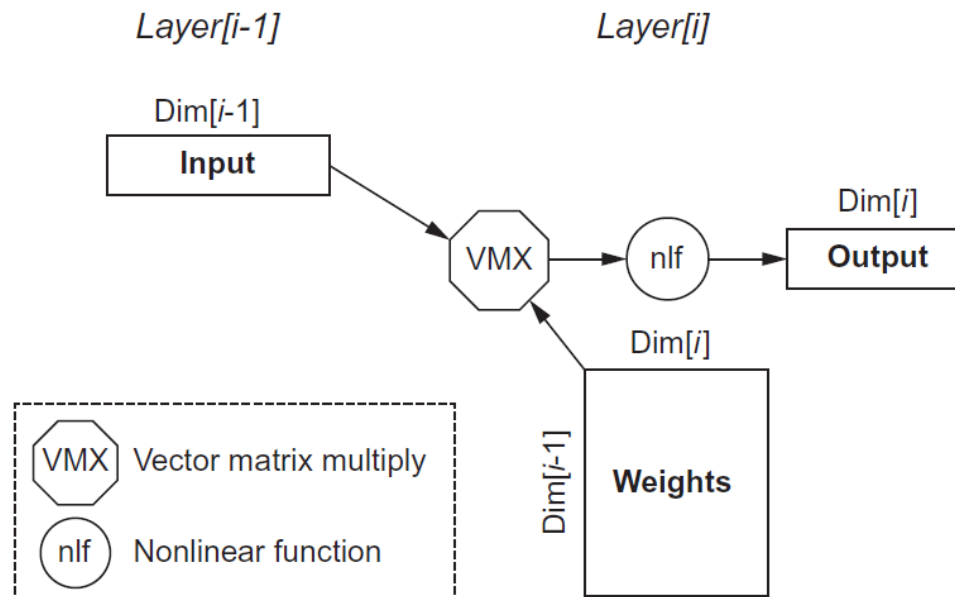 Layer[i-1]
Layer[i]
Dim[i-1]
Input
VMX
nlf
Dim[i]
Output
Dim[i]
Dim[i-1]
Weights
VMX Vector matrix multiply
nlf Nonlinear function